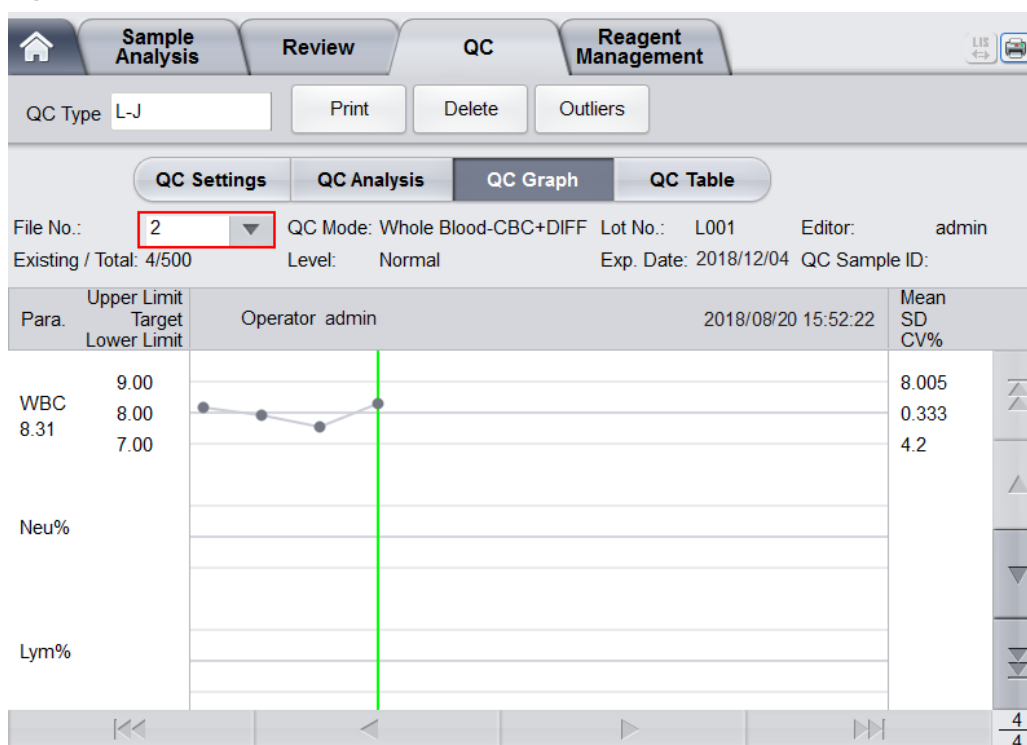 Sample Analysis Review QC Reagent Management LIS
QC Type L-J Print Delete Outliers
QC Settings QC Analysis QC Graph QC Table
File No.: 2 QC Mode: Whole Blood-CBC+DIFF Lot No.: L001 Editor: admin
Existing / Total: 4/500 Level: Normal Exp. Date: 2018/12/04 QC Sample ID:
Upper Limit Mean
Para. Target Operator admin 2018/08/20 15:52:22 SD
Lower Limit CV%
9.00 8.005
WBC 8.00 0.333
8.31 7.00 4.2
Neu%
Lym%
4
4